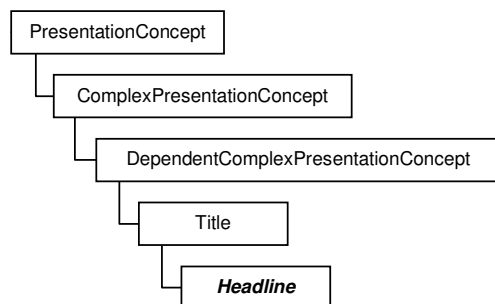 PresentationConcept
ComplexPresentationConcept
DependentComplexPresentationConcept
Title
Headline